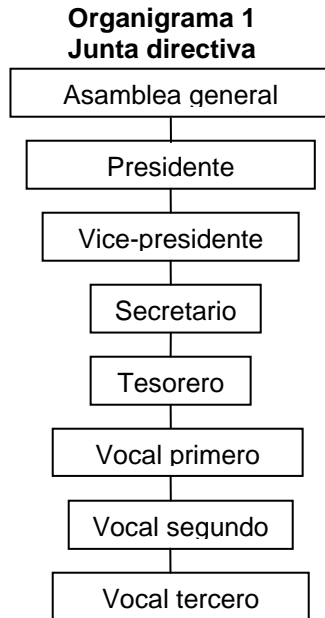 Organigrama 1
Junta directiva
Asamblea general
Presidente
Vice-presidente
Secretario
Tesorero
Vocal primero
Vocal segundo
Vocal tercero